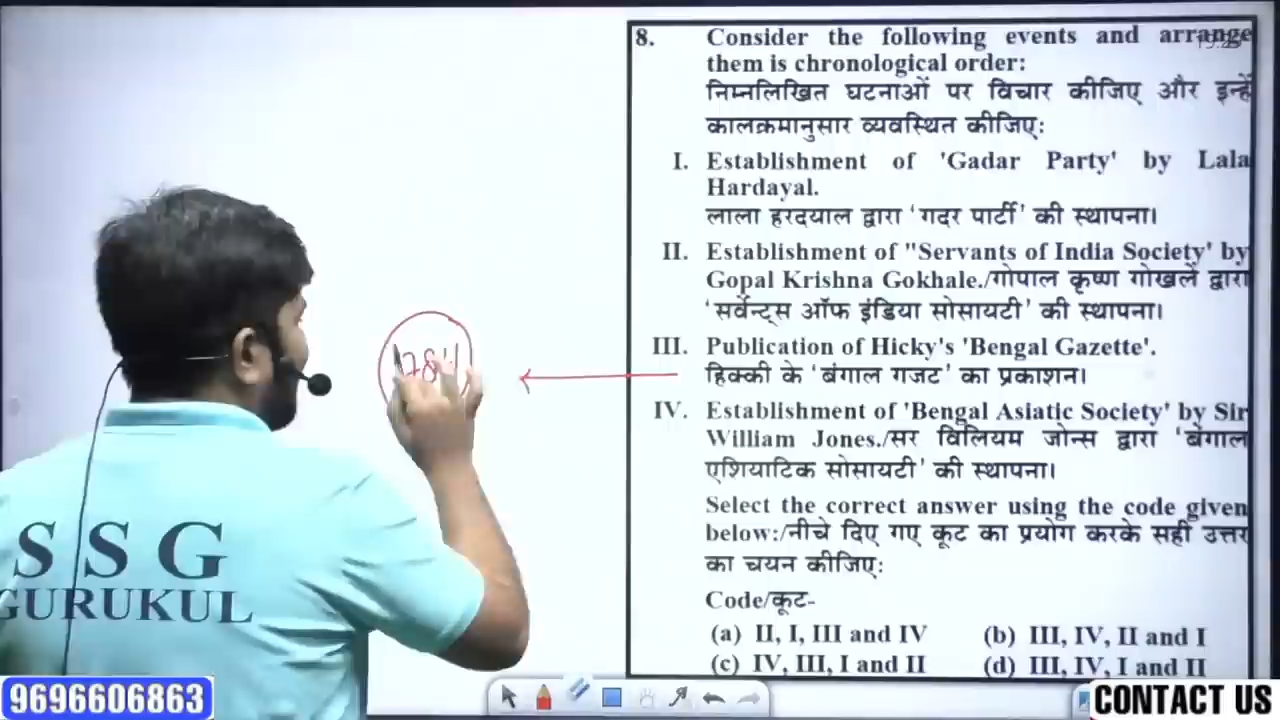 8. Consider the following events and arrange
them is chronological order:
निम्नलिखित घटनाओं पर विचार कीजिए और इन्हें
कालक्रमानुसार व्यवस्थित कीजिए:
I. Establishment of 'Gadar Party' by Lala
Hardayal.
लाला हरदयाल द्वारा 'गदर पार्टी' की स्थापना।
II. Establishment of "Servants of India Society' by
Gopal Krishna Gokhale./गोपाल कृष्ण गोखलें द्वारा
'सर्वेन्ट्स ऑफ इंडिया सोसायटी' की स्थापना।
III. Publication of Hicky's 'Bengal Gazette'.
हिक्की के 'बंगाल गजट' का प्रकाशन।
IV. Establishment of 'Bengal Asiatic Society' by Sir
William Jones./सर विलियम जोन्स द्वारा 'बंगाल
एशियाटिक सोसायटी' की स्थापना।
Select the correct answer using the code given
below:/नीचे दिए गए कूट का प्रयोग करके सही उत्तर
का चयन कीजिए:
Code/कूट-
(a) II, I, III and IV (b) III, IV, II and I
(c) IV, III, I and II (d) III, IV, I and II
SSG
GURUKUL
9696606863
CONTACT US